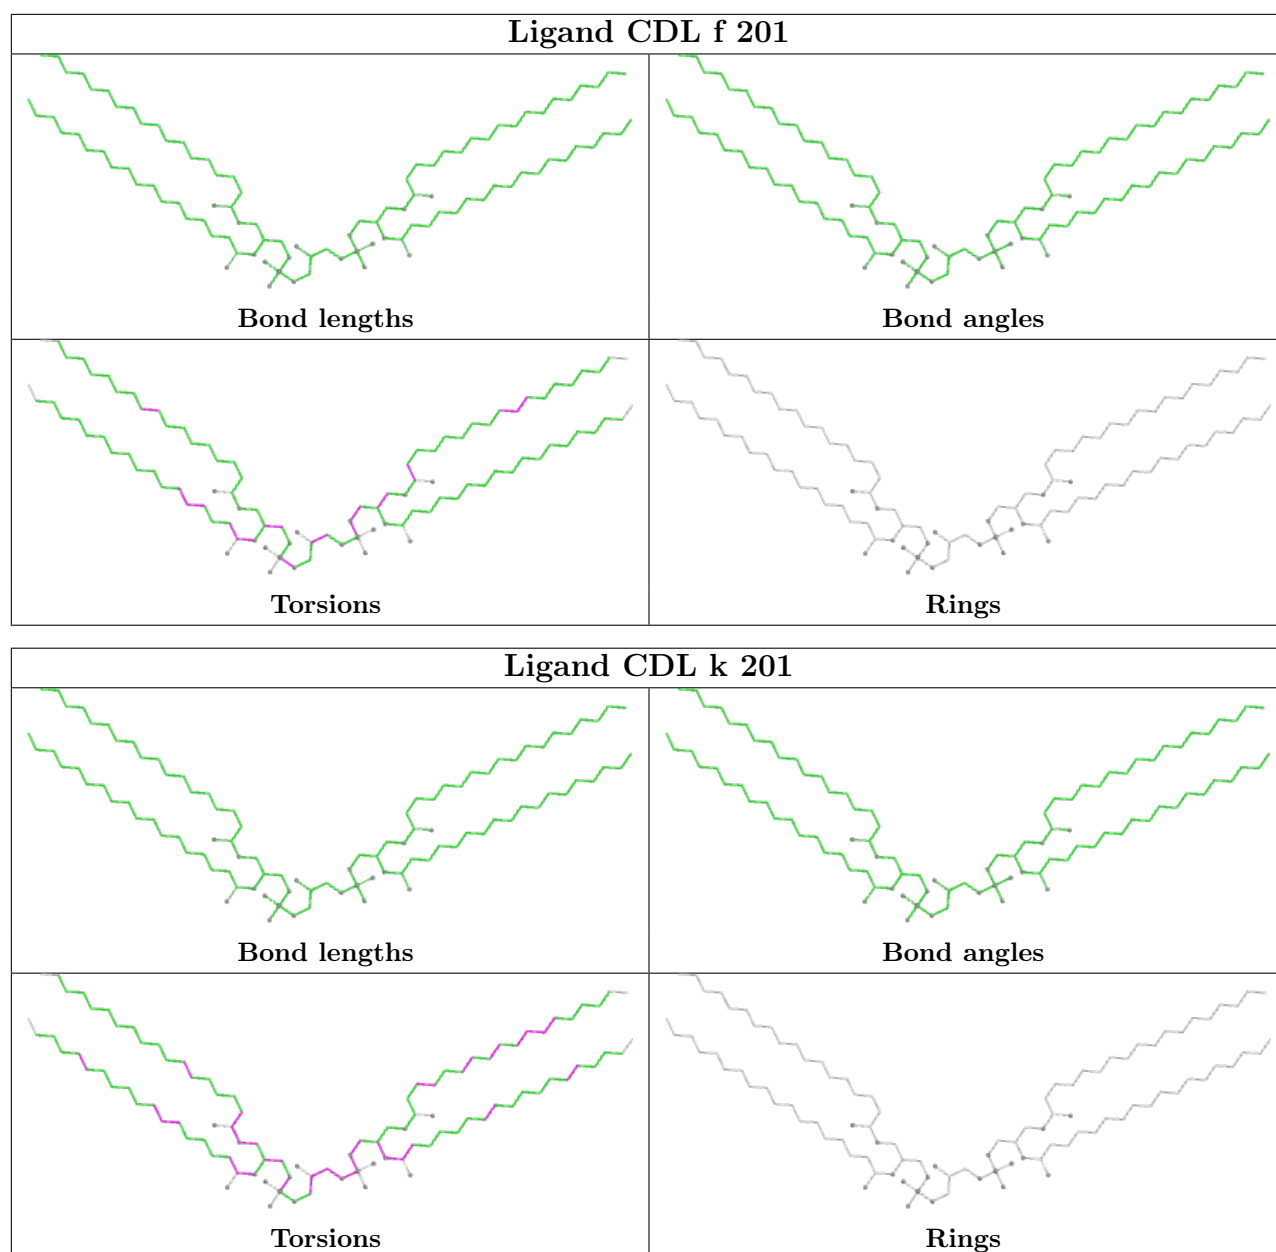 Ligand CDL f 201
Bond lengths
Bond angles
Torsions
Rings
Ligand CDL k 201
Bond lengths
Bond angles
Torsions
Rings